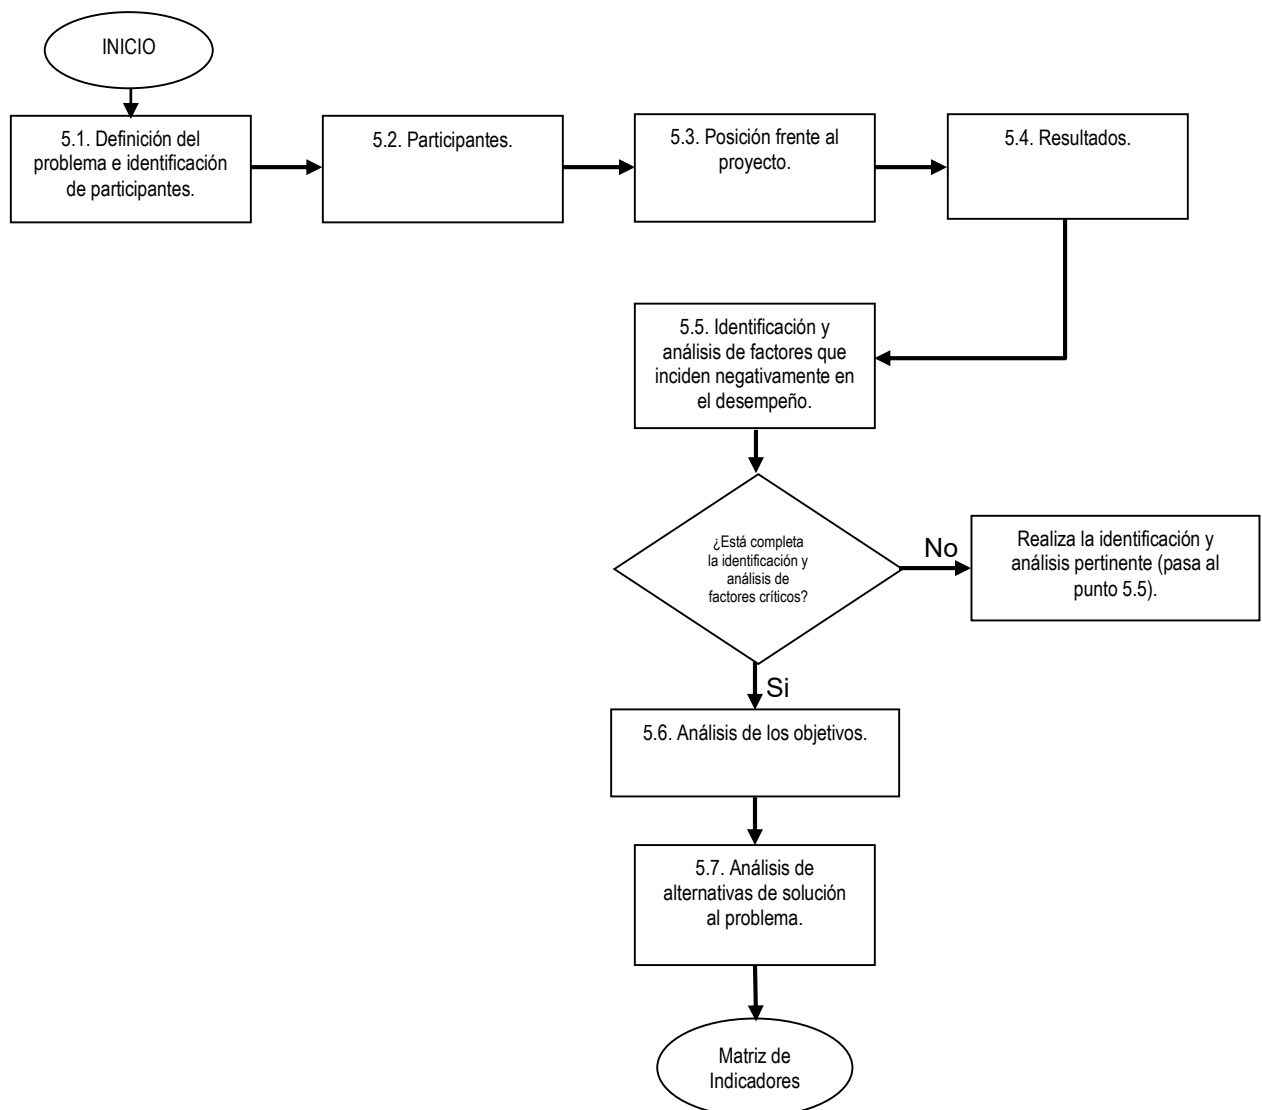 INICIO
5.1. Definición del
problema e identificación
de participantes.
5.2. Participantes.
5.3. Posición frente al
proyecto.
5.4. Resultados.
5.5. Identificación y
análisis de factores que
inciden negativamente en
el desempeño.
¿Está completa
la identificación y
análisis de
factores críticos?
No
Realiza la identificación y
análisis pertinente (pasa al
punto 5.5).
Si
5.6. Análisis de los objetivos.
5.7. Análisis de
alternativas de solución
al problema.
Matriz de
Indicadores